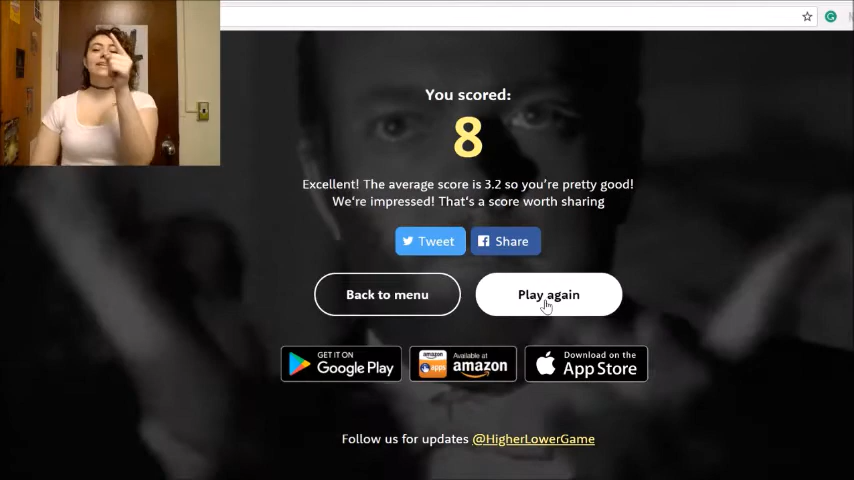 You scored:
8
Excellent! The average score is 3.2 so you're pretty good!
We're impressed! That's a score worth sharing
Tweet
Share
Back to menu
Play again
GET IT ON
Google Play
amazon
apps
Available at
amazon
Download on the
App Store
Follow us for updates @HigherLowerGame